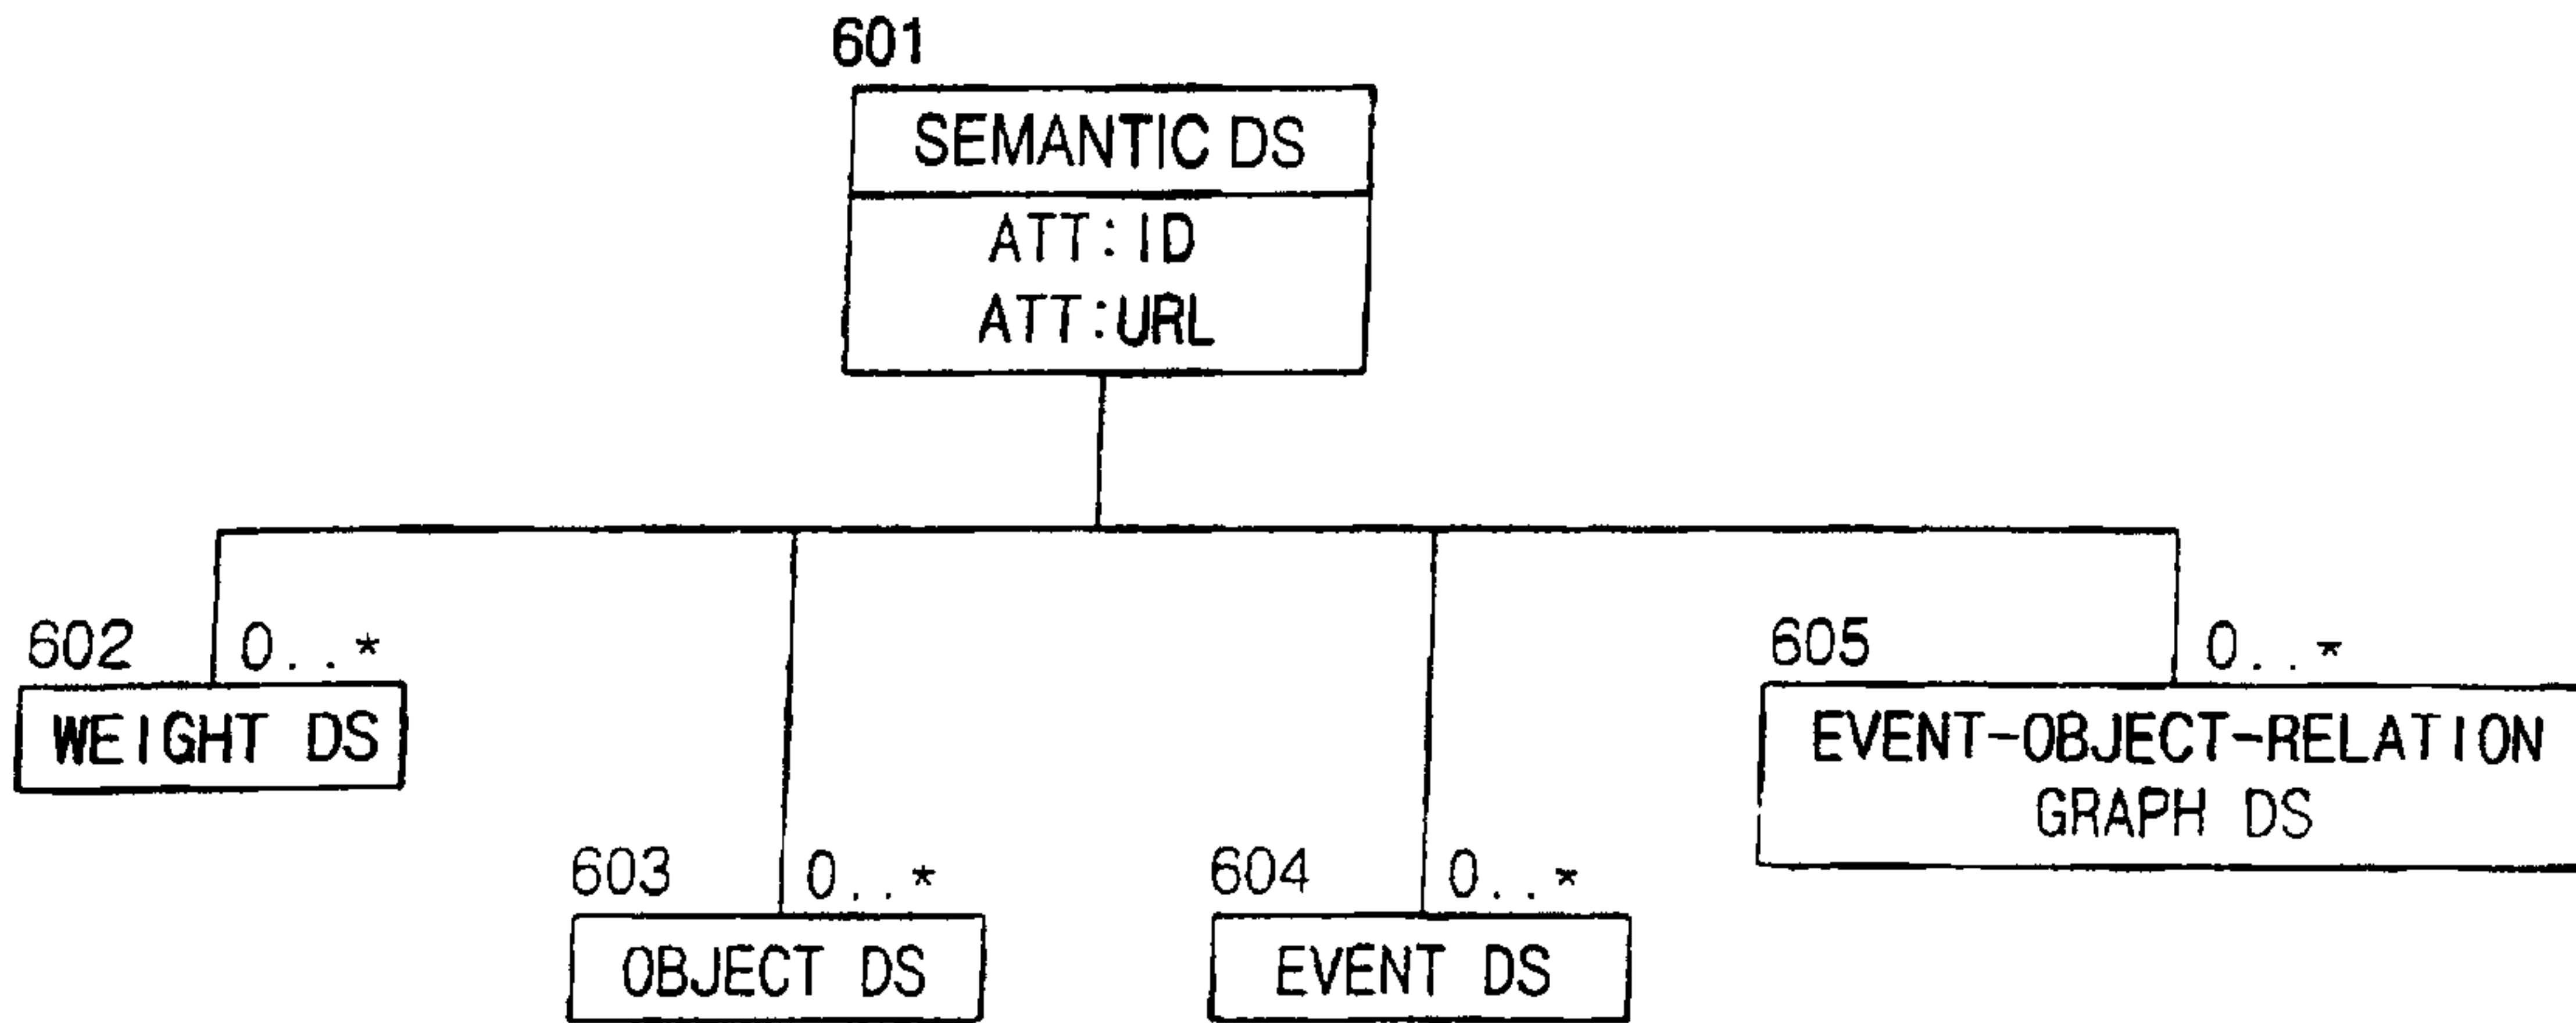 601
SEMANTIC DS
ATT:ID
ATT:URL
602 0..*
WEIGHT DS
603 0..*
OBJECT DS
604 0..*
EVENT DS
605 0..*
EVENT-OBJECT-RELATION
GRAPH DS